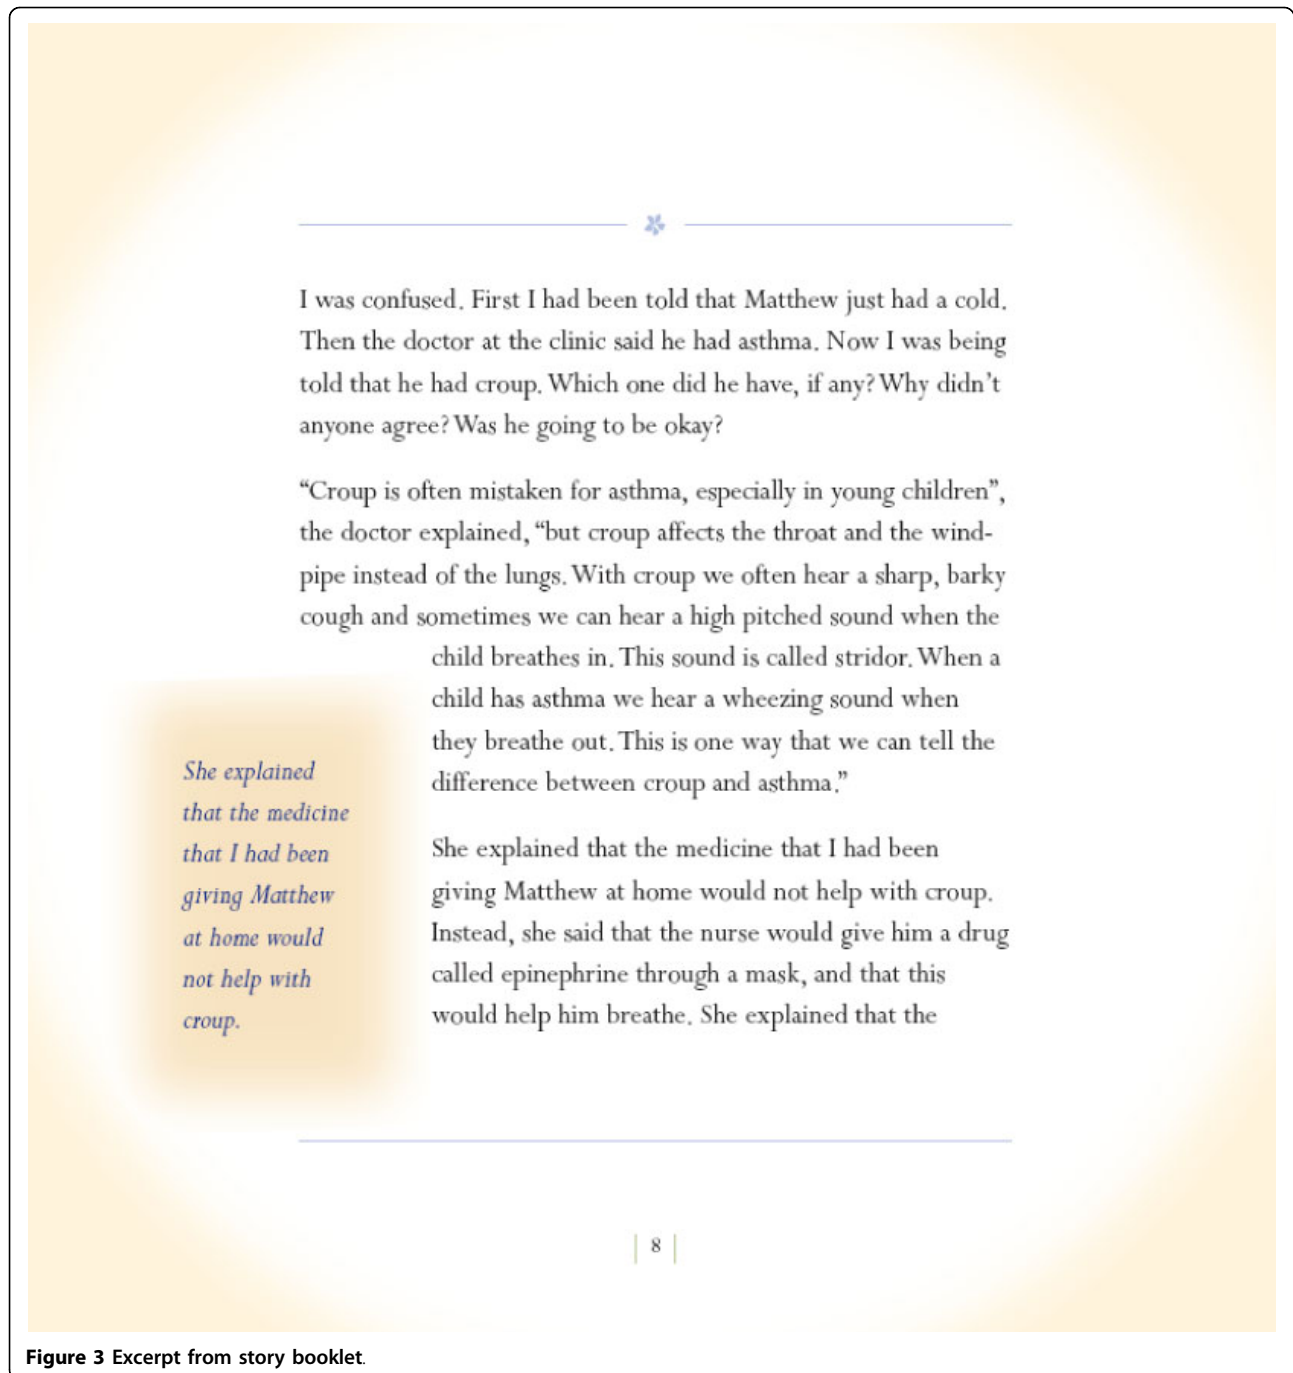 I was confused. First I had been told that Matthew just had a cold.
Then the doctor at the clinic said he had asthma. Now I was being
told that he had croup. Which one did he have, if any? Why didn't
anyone agree? Was he going to be okay?
“Croup is often mistaken for asthma, especially in young children”,
the doctor explained, “but croup affects the throat and the wind-
pipe instead of the lungs. With croup we often hear a sharp, barky
cough and sometimes we can hear a high pitched sound when the
child breathes in. This sound is called stridor. When a
child has asthma we hear a wheezing sound when
they breathe out. This is one way that we can tell the
difference between croup and asthma.”
She explained that the medicine that I had been
giving Matthew at home would not help with croup.
Instead, she said that the nurse would give him a drug
called epinephrine through a mask, and that this
would help him breathe. She explained that the
She explained
that the medicine
that I had been
giving Matthew
at home would
not help with
croup.
| 8 |
Figure 3 Excerpt from story booklet.